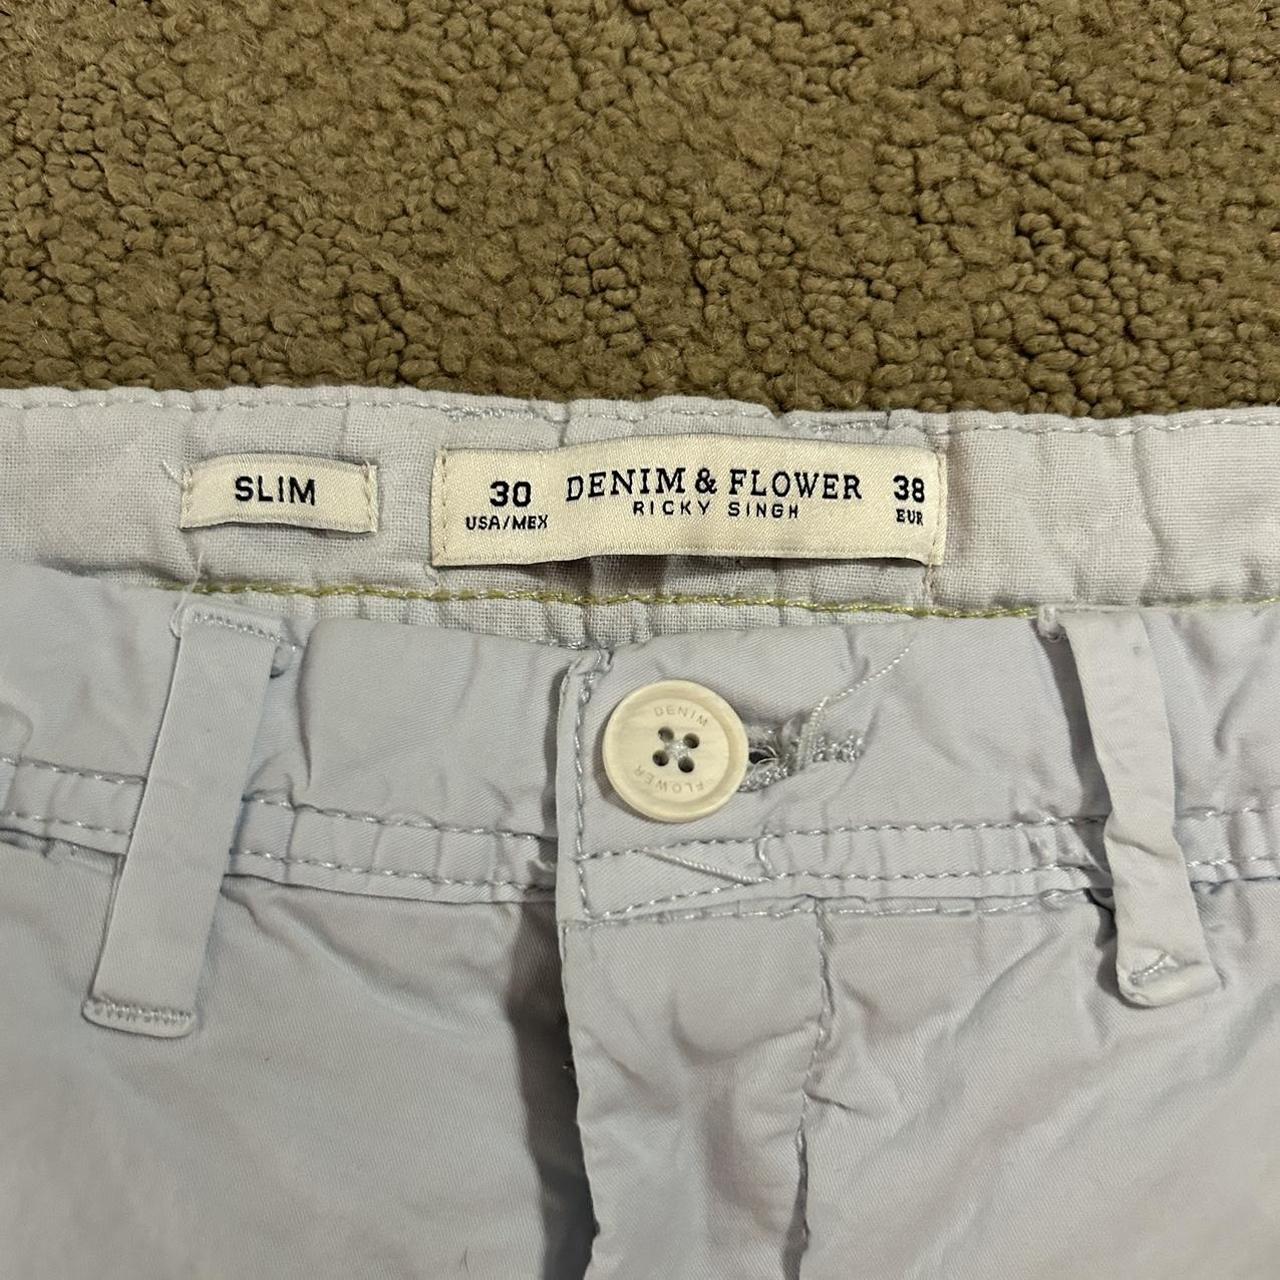 SLIM
30 DENIM & FLOWER 38
USA/MEX RICKY SINGH EUR
DENIM
FLOWER